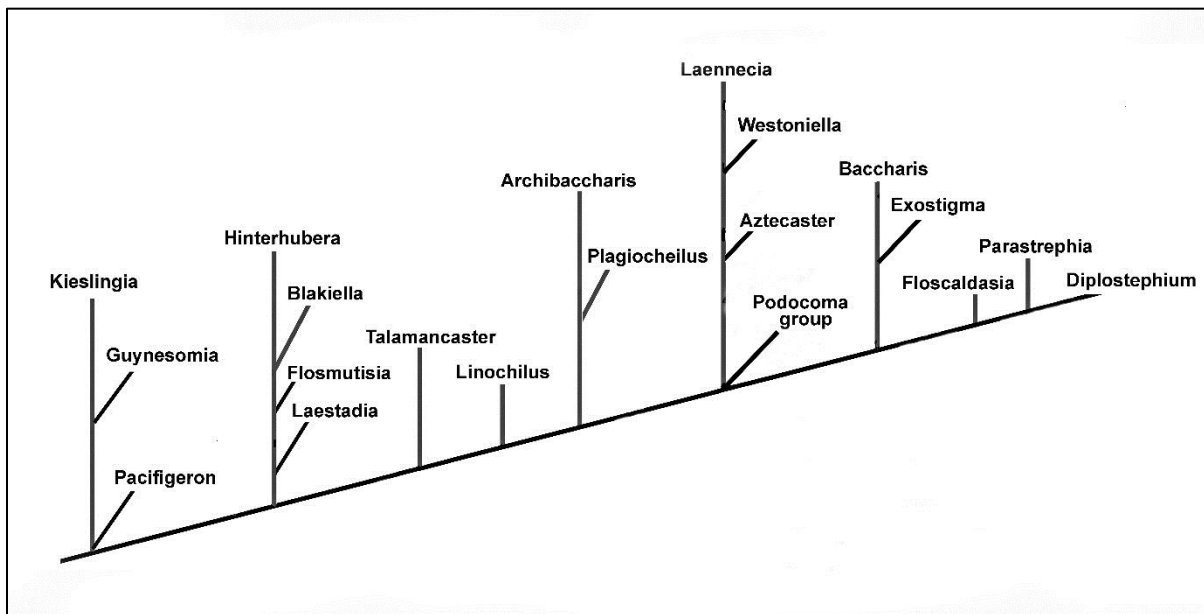 Laennecia
Westoniella
Baccharis
Archibaccharis
Exostigma
Aztecaster
Hinterhubera
Parastrephia
Plagiocheilus
Kieslingia
Diplostephium
Floscaldasia
Blakiella
Podocoma
group
Talamancaster
Guynesomia
Flosmutisia
Linochilus
Laestadia
Pacifigeron